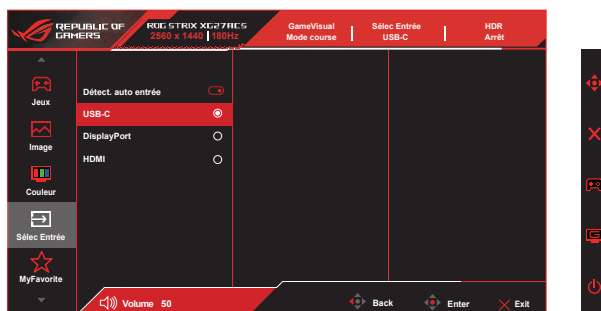 REPUBLIC OF
GAMERS
ROG STRIX XG27ACS
2560 x 1440 180Hz
GameVisual
Mode course
Sélec Entrée
USB-C
HDR
Arrêt
Jeux
Image
Couleur
Sélec Entrée
MyFavorite
Détect. auto entrée
USB-C
DisplayPort
HDMI
Volume 50
Back
Enter
Exit